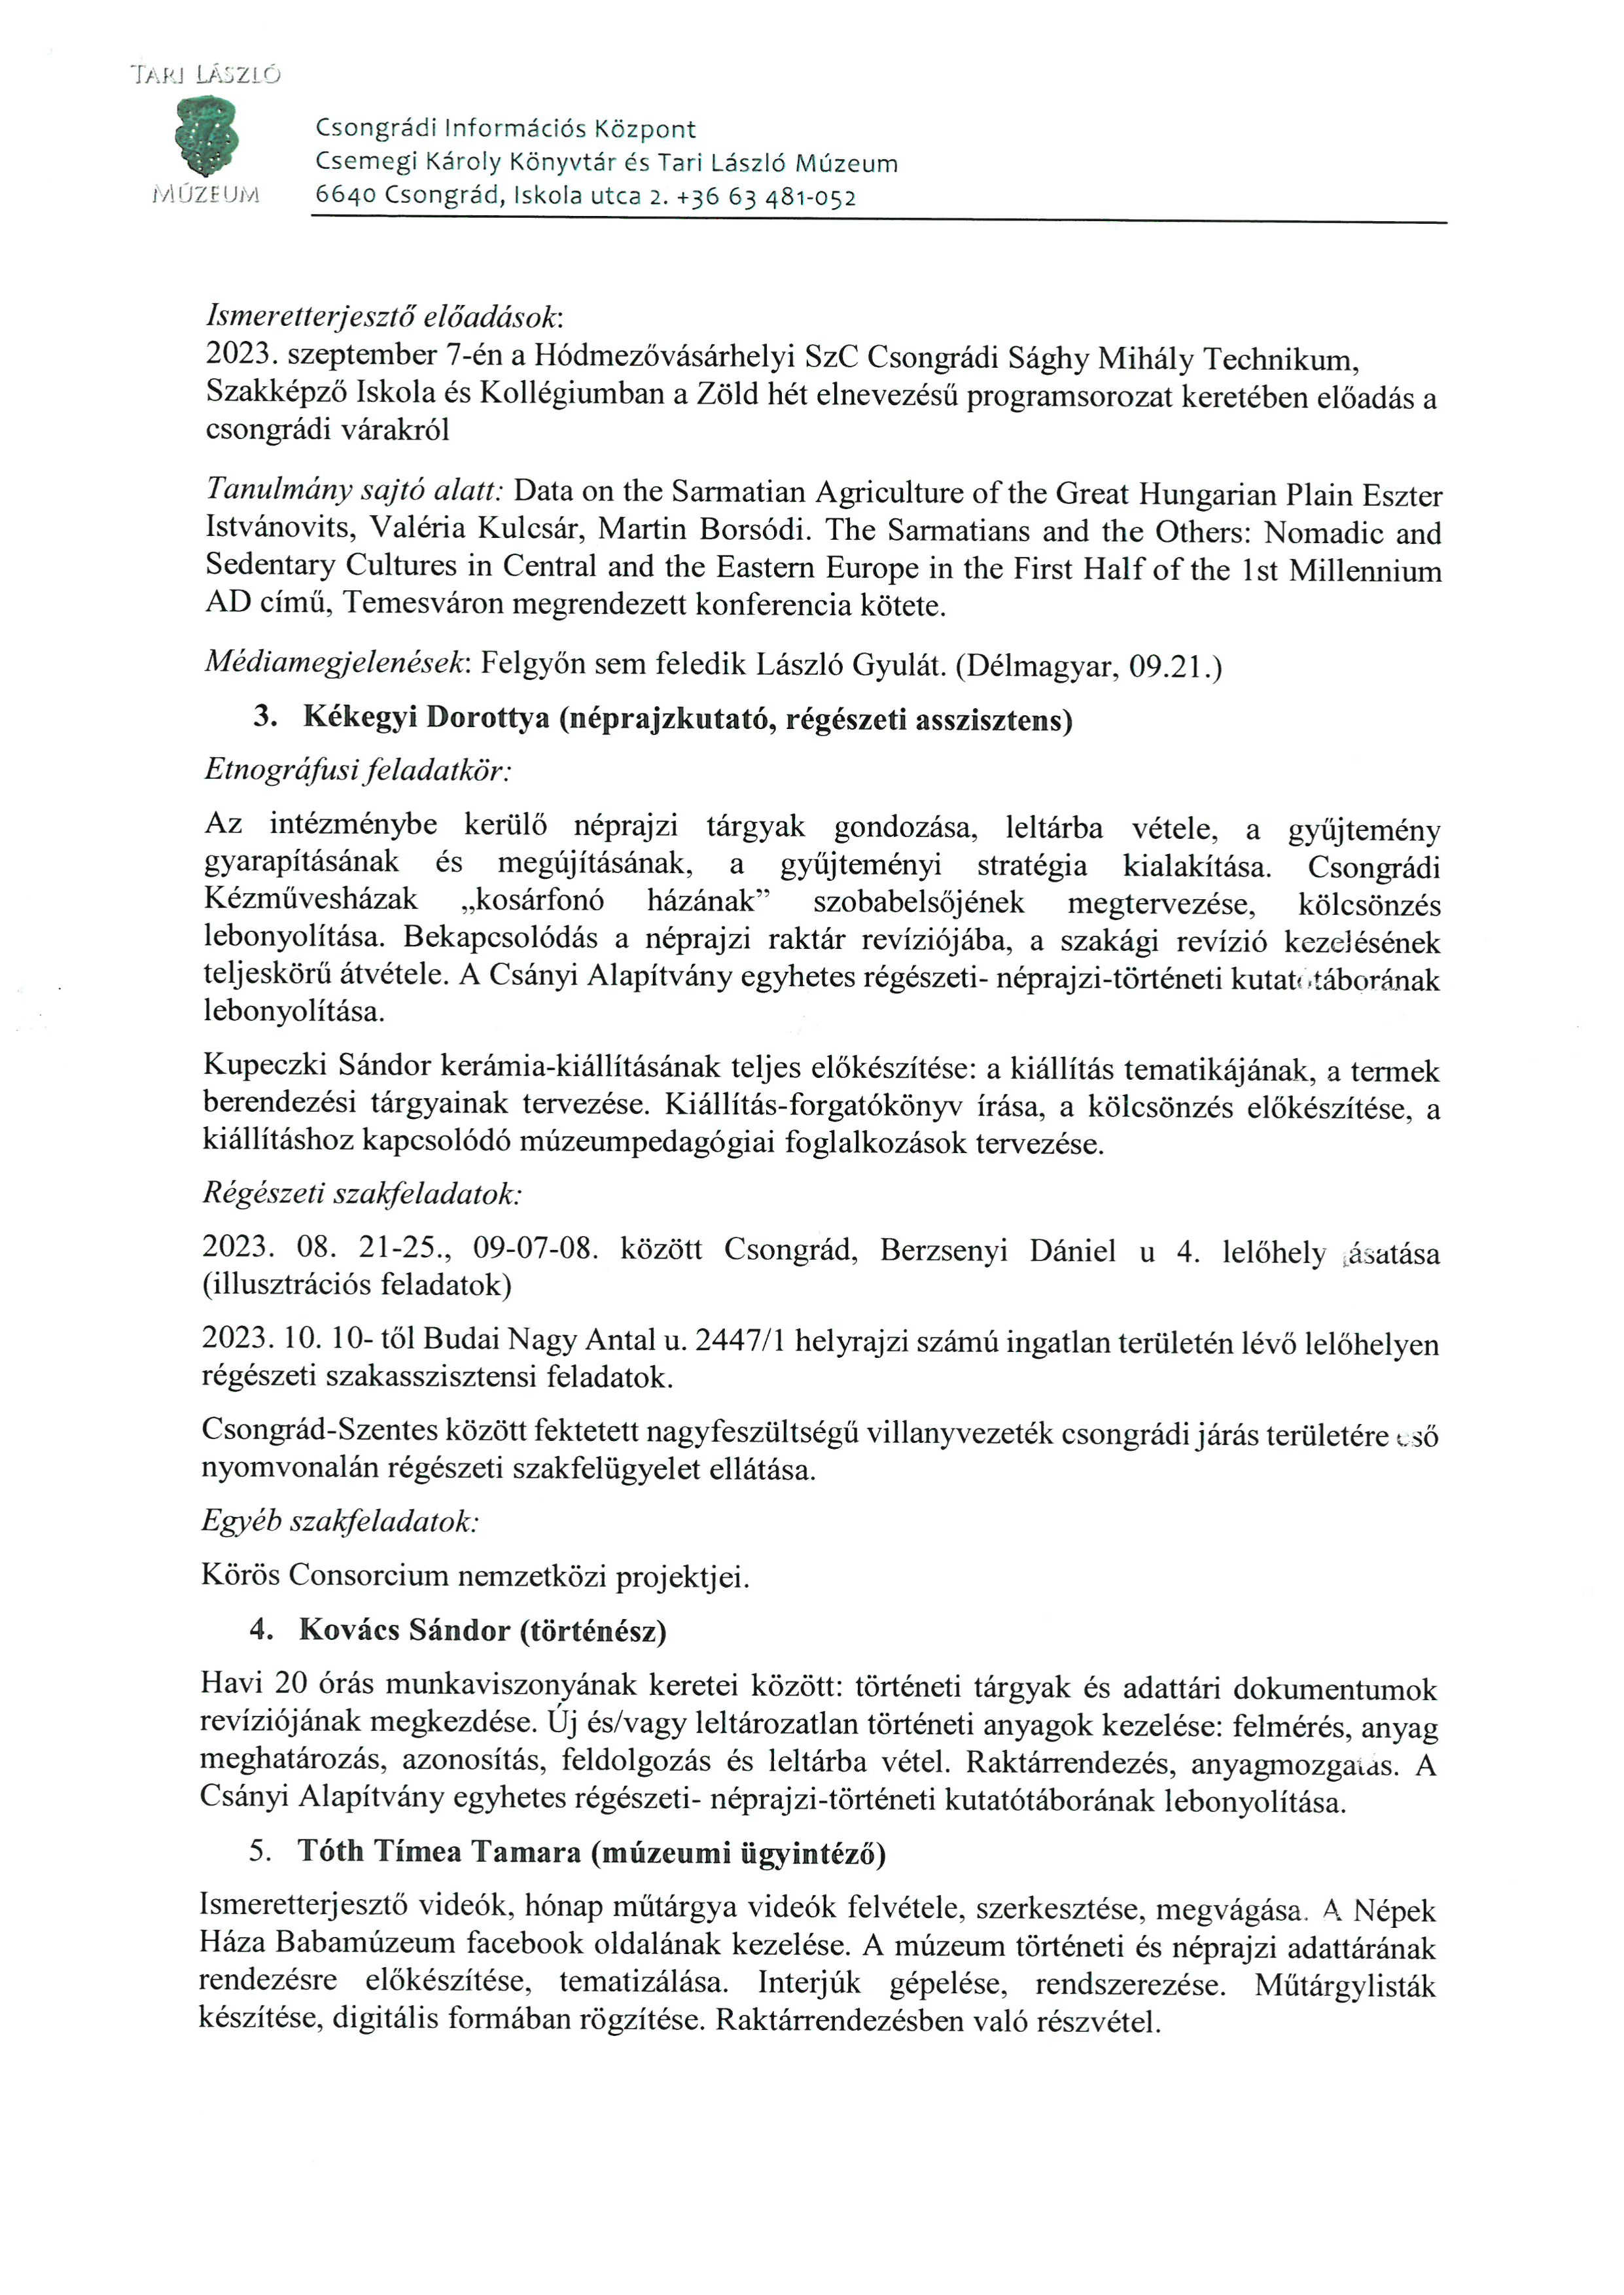 TARI LÁSZLÓ
MÚZEUM
Csongrádi Információs Központ
Csemegi Károly Könyvtár és Tari László Múzeum
6640 Csongrád, Iskola utca 2. +36 63 481-052
Ismeretterjesztő előadások:
2023. szeptember 7-én a Hódmezővásárhelyi SzC Csongrádi Sághy Mihály Technikum,
Szakképző Iskola és Kollégiumban a Zöld hét elnevezésű programsorozat keretében előadás a
csongrádi várakról
Tanulmány sajtó alatt: Data on the Sarmatian Agriculture of the Great Hungarian Plain Eszter
Istvánovits, Valéria Kulcsár, Martin Borsódi. The Sarmatians and the Others: Nomadic and
Sedentary Cultures in Central and the Eastern Europe in the First Half of the 1st Millennium
AD című, Temesváron megrendezett konferencia kötete.
Médiamegjelenések: Felgyőn sem feledik László Gyulát. (Délmagyar, 09.21.)
3. Kékegyi Dorottya (néprajzkutató, régészeti asszisztens)
Etnográfusi feladatkör:
Az intézménybe kerülő néprajzi tárgyak gondozása, leltárba vétele, a gyűjtemény
gyarapításának és megújításának, a gyűjteményi stratégia kialakítása. Csongrádi
Kézművesházak „kosárfonó házának” szobabelsőjének megtervezése, kölcsönzés
lebonyolítása. Bekapcsolódás a néprajzi raktár revíziójába, a szakági revízió kezelésének
teljeskörű átvétele. A Csányi Alapítvány egyhetes régészeti- néprajzi-történeti kutatótáborának
lebonyolítása.
Kupeczki Sándor kerámia-kiállításának teljes előkészítése: a kiállítás tematikájának, a termek
berendezési tárgyainak tervezése. Kiállítás-forgatókönyv írása, a kölcsönzés előkészítése, a
kiállításhoz kapcsolódó múzeumpedagógiai foglalkozások tervezése.
Régészeti szakfeladatok:
2023. 08. 21-25., 09-07-08. között Csongrád, Berzsenyi Dániel u 4. lelőhely ásatása
(illusztrációs feladatok)
2023. 10. 10- től Budai Nagy Antal u. 2447/1 helyrajzi számú ingatlan területén lévő lelőhelyen
régészeti szakasszisztensi feladatok.
Csongrád-Szentes között fektetett nagyfeszültségű villanyvezeték csongrádi járás területére eső
nyomvonalán régészeti szakfelügyelet ellátása.
Egyéb szakfeladatok:
Körös Consorcium nemzetközi projektjei.
4. Kovács Sándor (történész)
Havi 20 órás munkaviszonyának keretei között: történeti tárgyak és adattári dokumentumok
revíziójának megkezdése. Új és/vagy leltározatlan történeti anyagok kezelése: felmérés, anyag
meghatározás, azonosítás, feldolgozás és leltárba vétel. Raktárrendezés, anyagmozgatás. A
Csányi Alapítvány egyhetes régészeti- néprajzi-történeti kutatótáborának lebonyolítása.
5. Tóth Tímea Tamara (múzeumi ügyintéző)
Ismeretterjesztő videók, hónap műtárgya videók felvétele, szerkesztése, megvágása. A Népek
Háza Babamúzeum facebook oldalának kezelése. A múzeum történeti és néprajzi adattárának
rendezésre előkészítése, tematizálása. Interjúk gépelése, rendszerezése. Műtárgylisták
készítése, digitális formában rögzítése. Raktárrendezésben való részvétel.